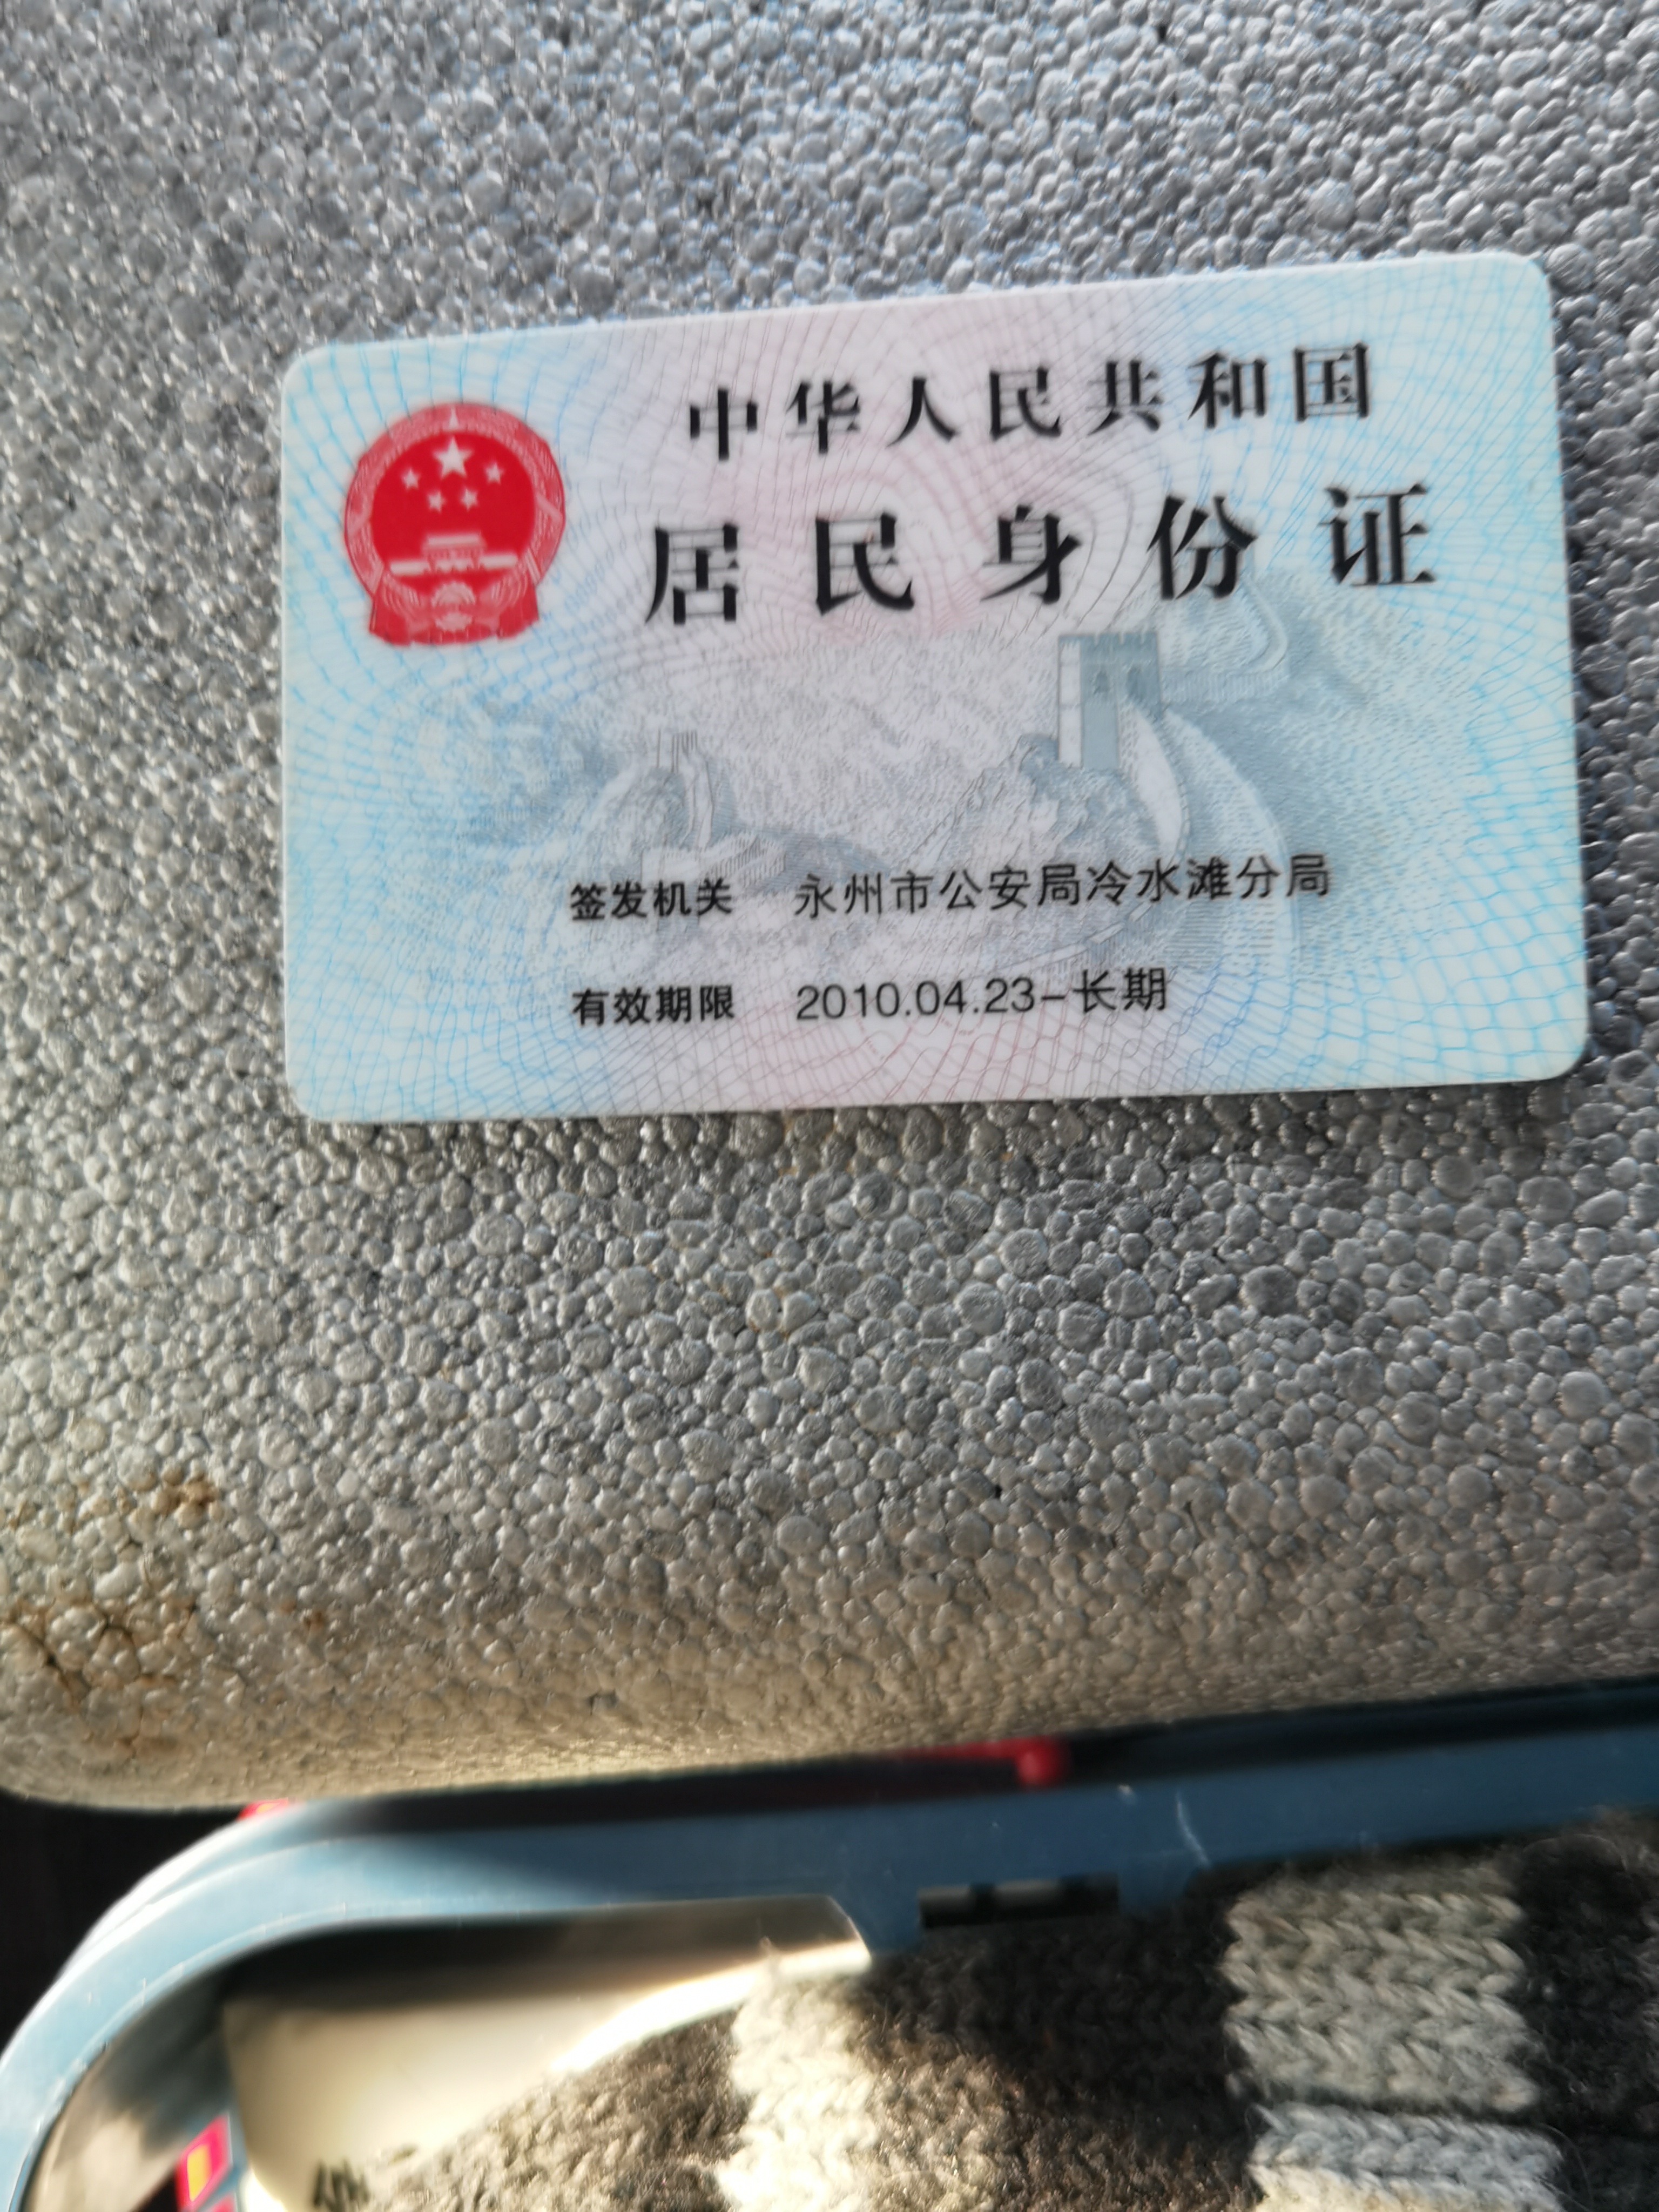 中华人民共和国
居民身份证
签发机关 永州市公安局冷水滩分局
有效期限 2010.04.23-长期